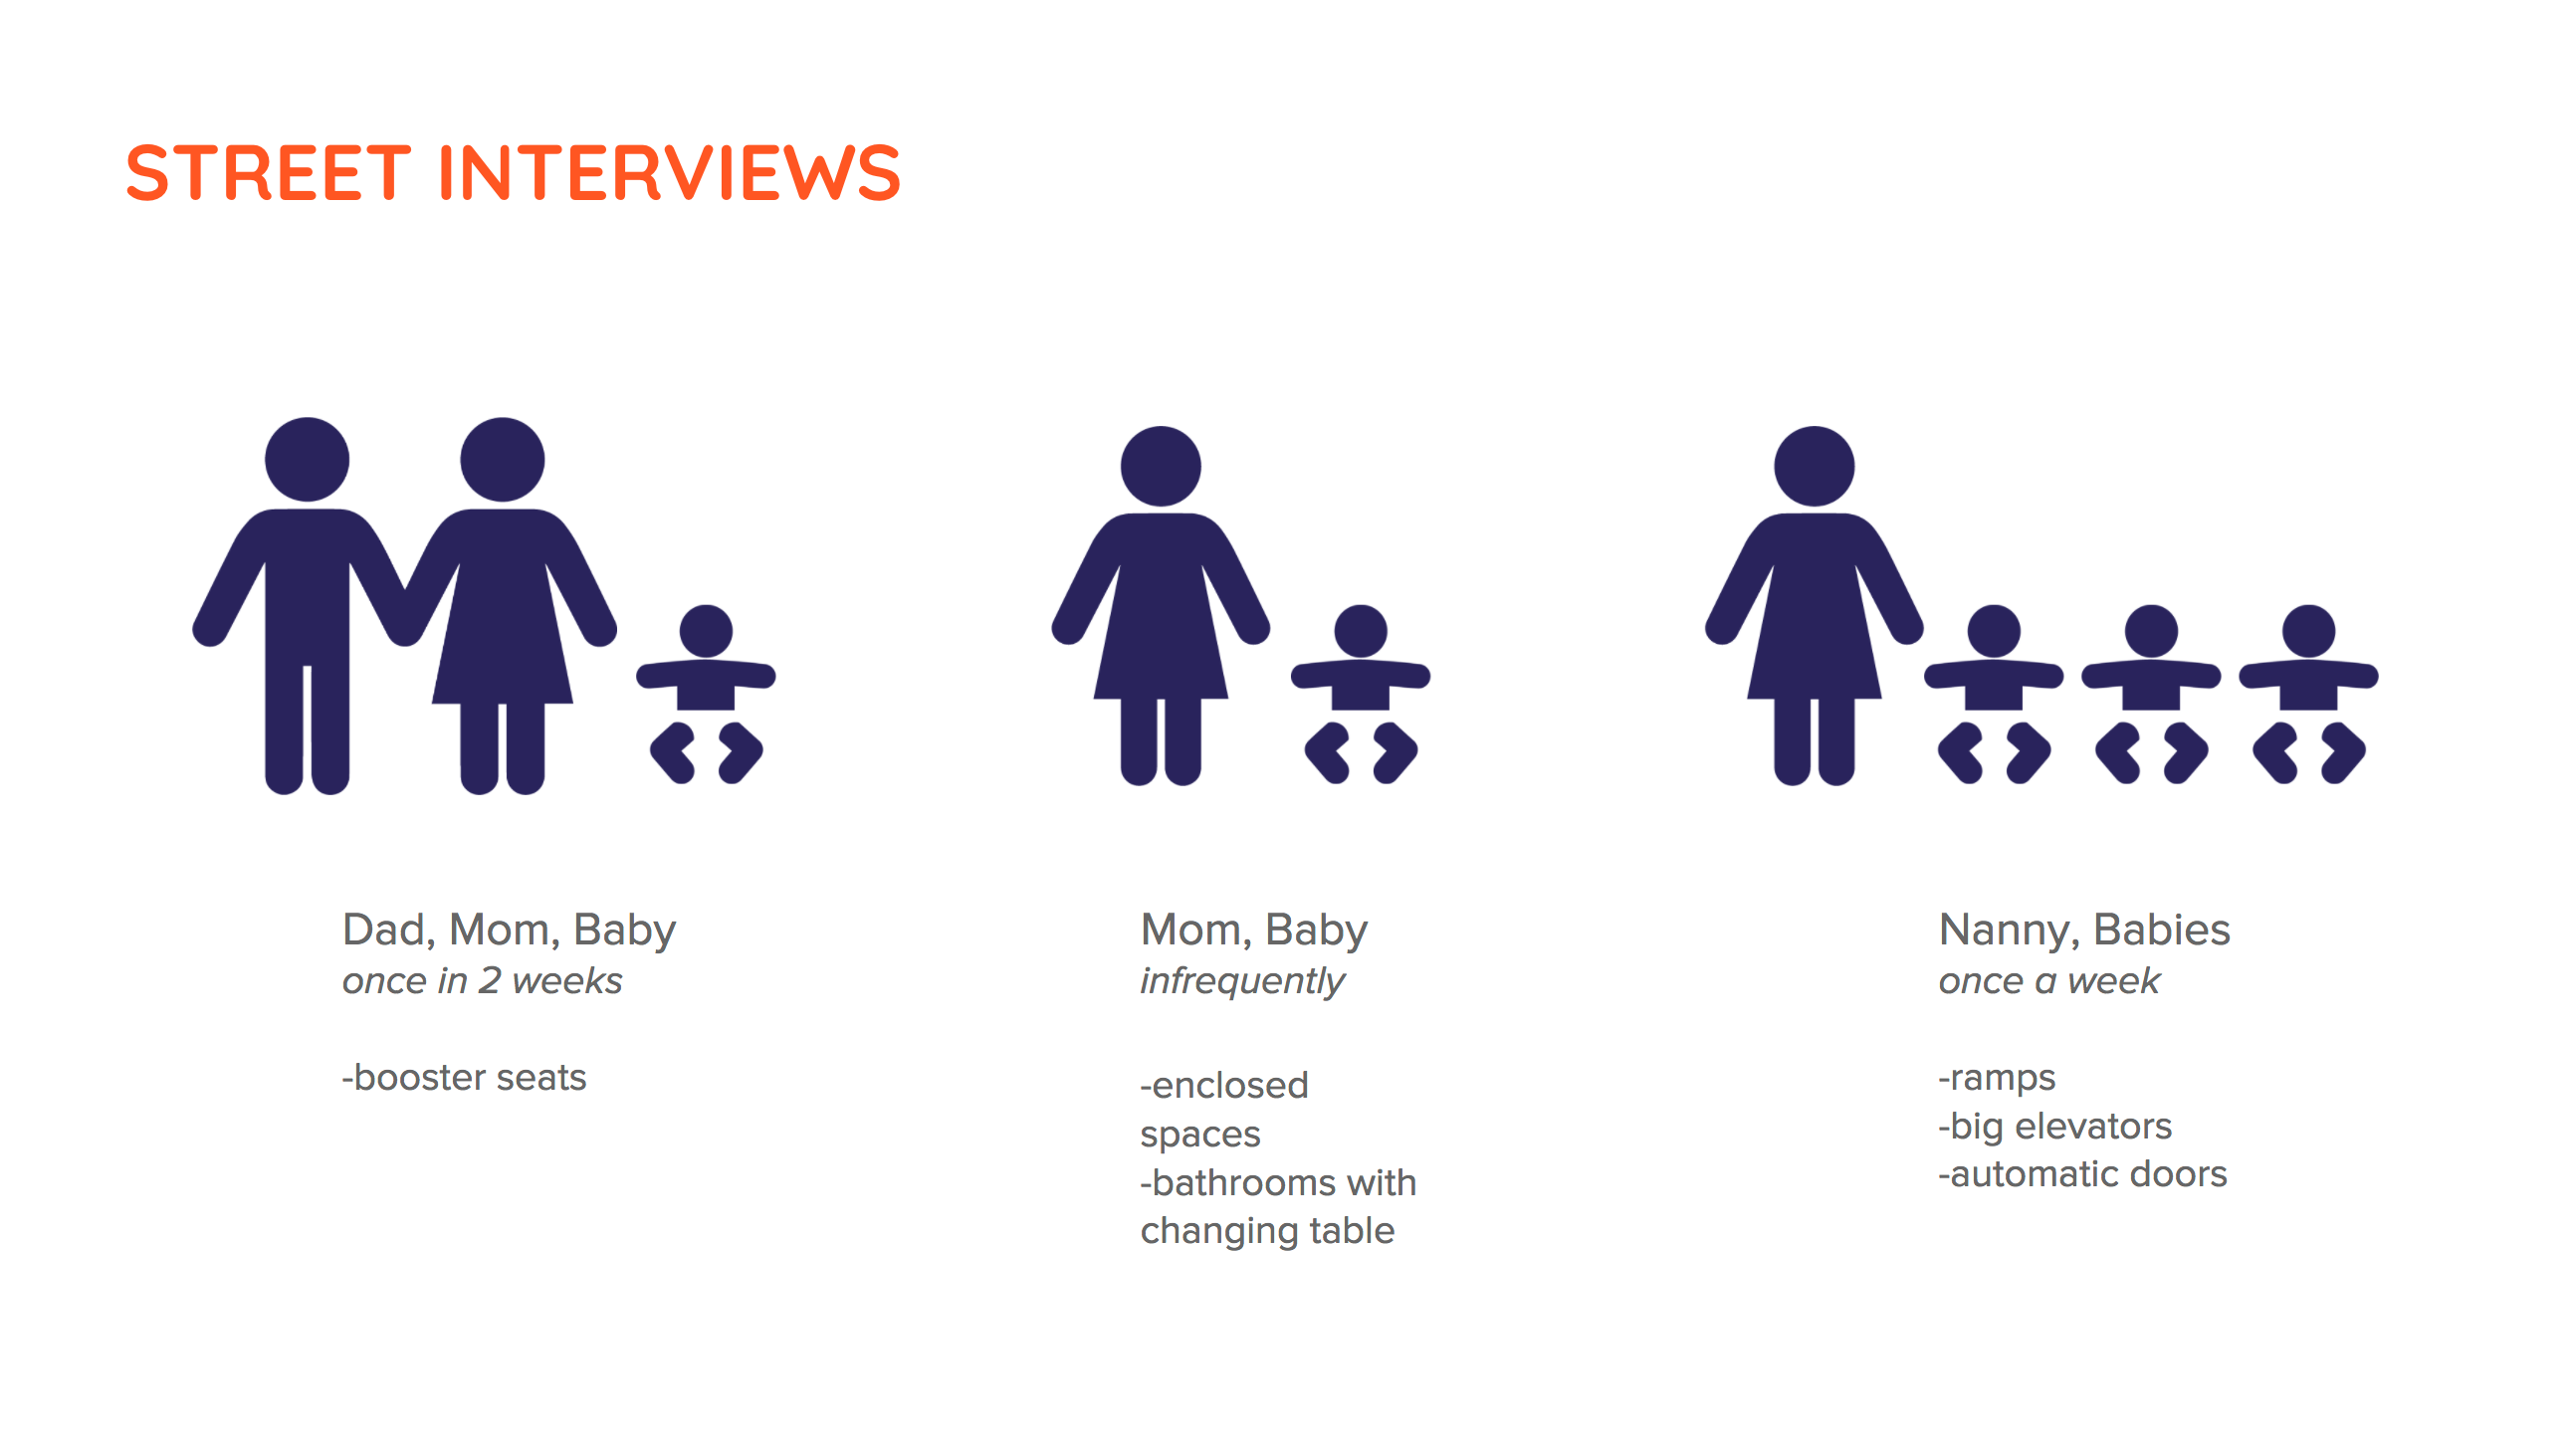 STREET INTERVIEWS
Dad, Mom, Baby
once in 2 weeks
-booster seats
Mom, Baby
infrequently
-enclosed
spaces
-bathrooms with
changing table
Nanny, Babies
once a week
-ramps
-big elevators
-automatic doors